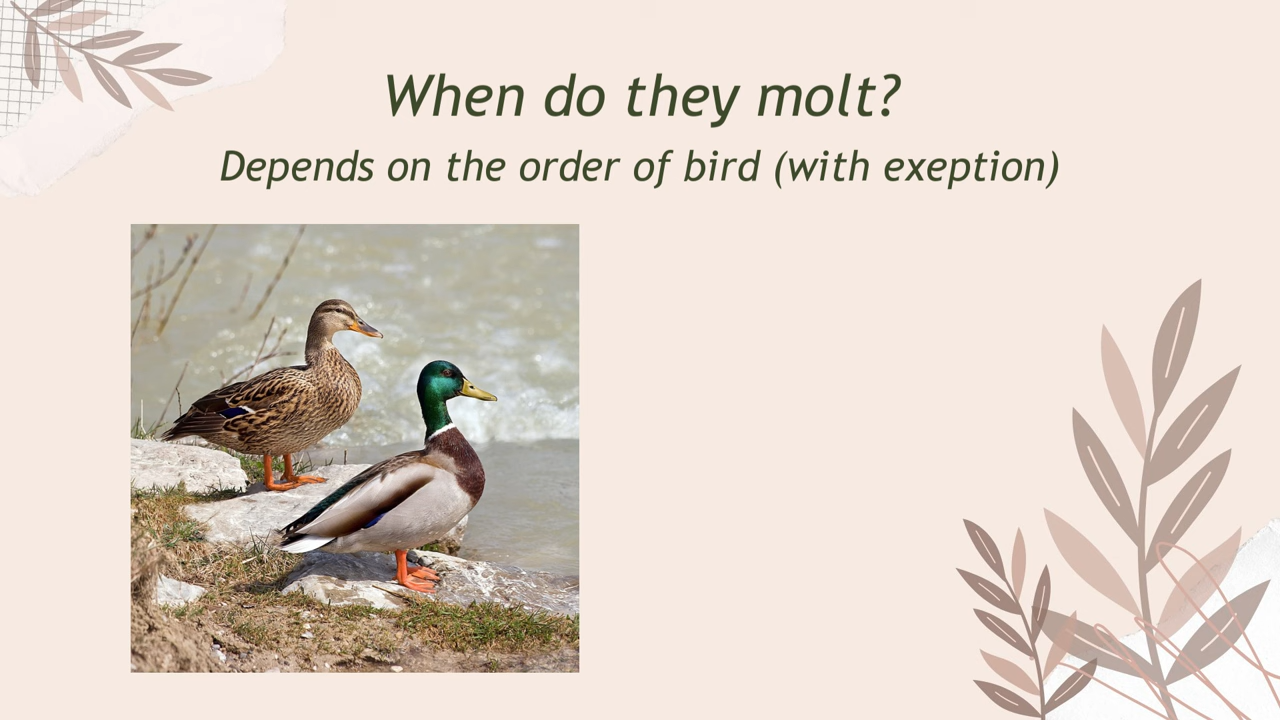 When do they molt?
Depends on the order of bird (with exeption)